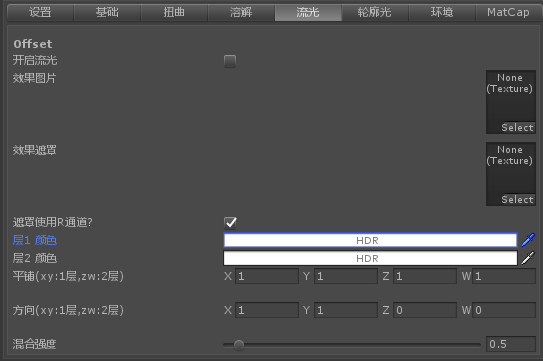 设置 基础 扭曲 溶解 流光 轮廓光 环境 MatCap
Offset
开启流光
效果图片
None
(Texture)
Select
效果遮罩
None
(Texture)
Select
遮罩使用R通道?
层1 颜色 HDR
层2 颜色 HDR
平铺(xy:1层,zw:2层) X 1 Y 1 Z 1 W 1
方向(xy:1层,zw:2层) X 1 Y 1 Z 0 W 0
混合强度 0.5